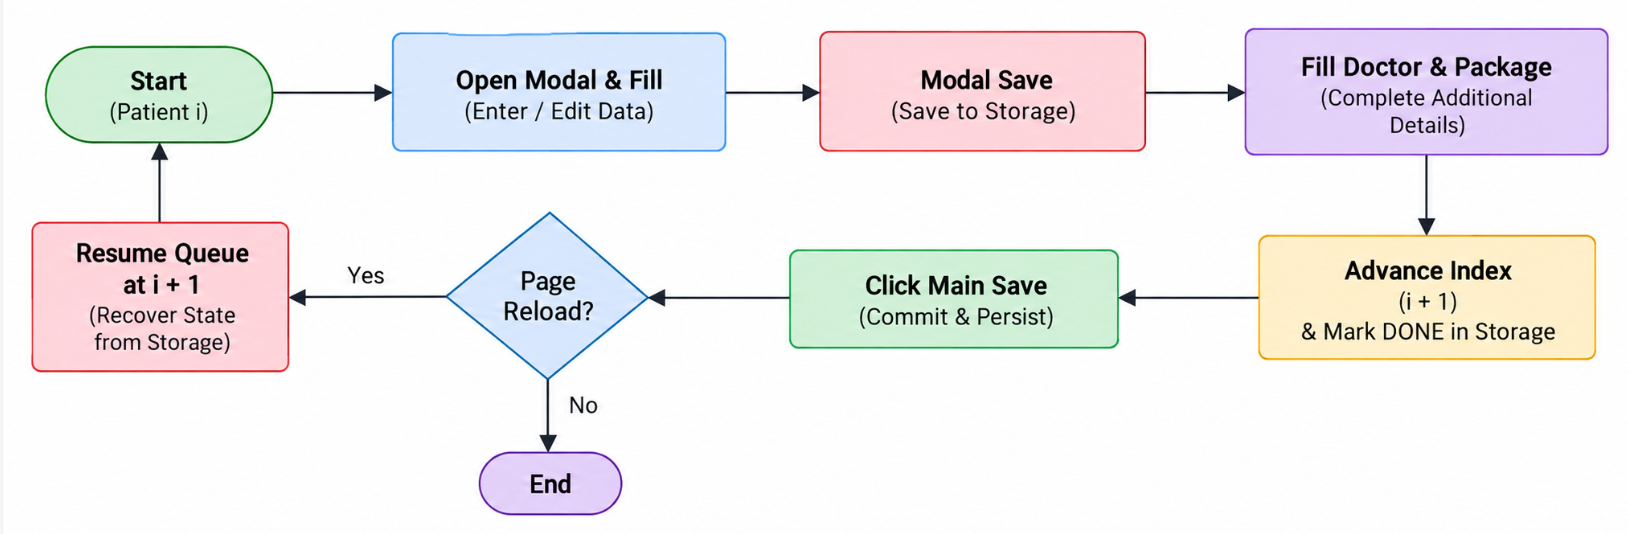 Start
(Patient i)
Open Modal & Fill
(Enter / Edit Data)
Modal Save
(Save to Storage)
Fill Doctor & Package
(Complete Additional
Details)
Advance Index
(i + 1)
& Mark DONE in Storage
Click Main Save
(Commit & Persist)
Page
Reload?
Yes
Resume Queue
at i + 1
(Recover State
from Storage)
No
End